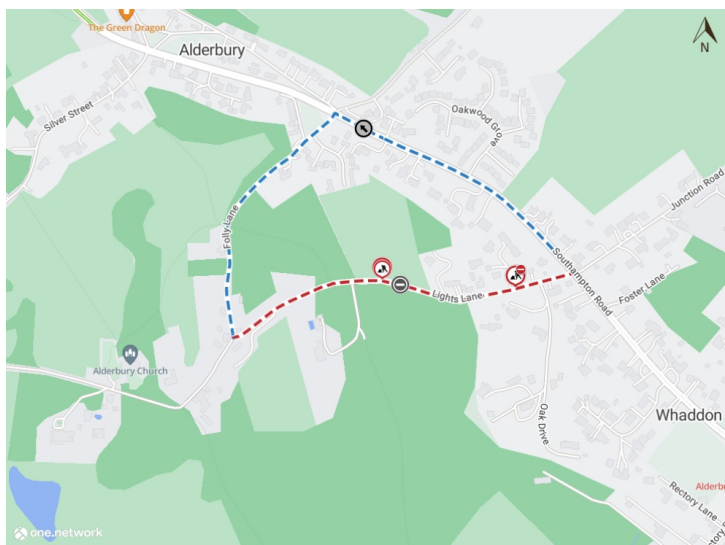 The Green Dragon
Alderbury
N
Silver Street
Oakwood
Grove
Junction Road
Folly Lane
Southampton Road
Foster Lane
Lights Lane
Alderbury Church
Oak Drive
Whaddon
Alderbu
Rectory Lane
one.network